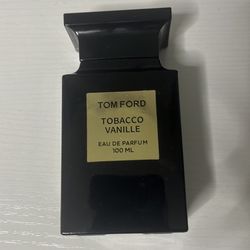 TOM FORD
TOBACCO
VANILLE
EAU DE PARFUM
100 ML